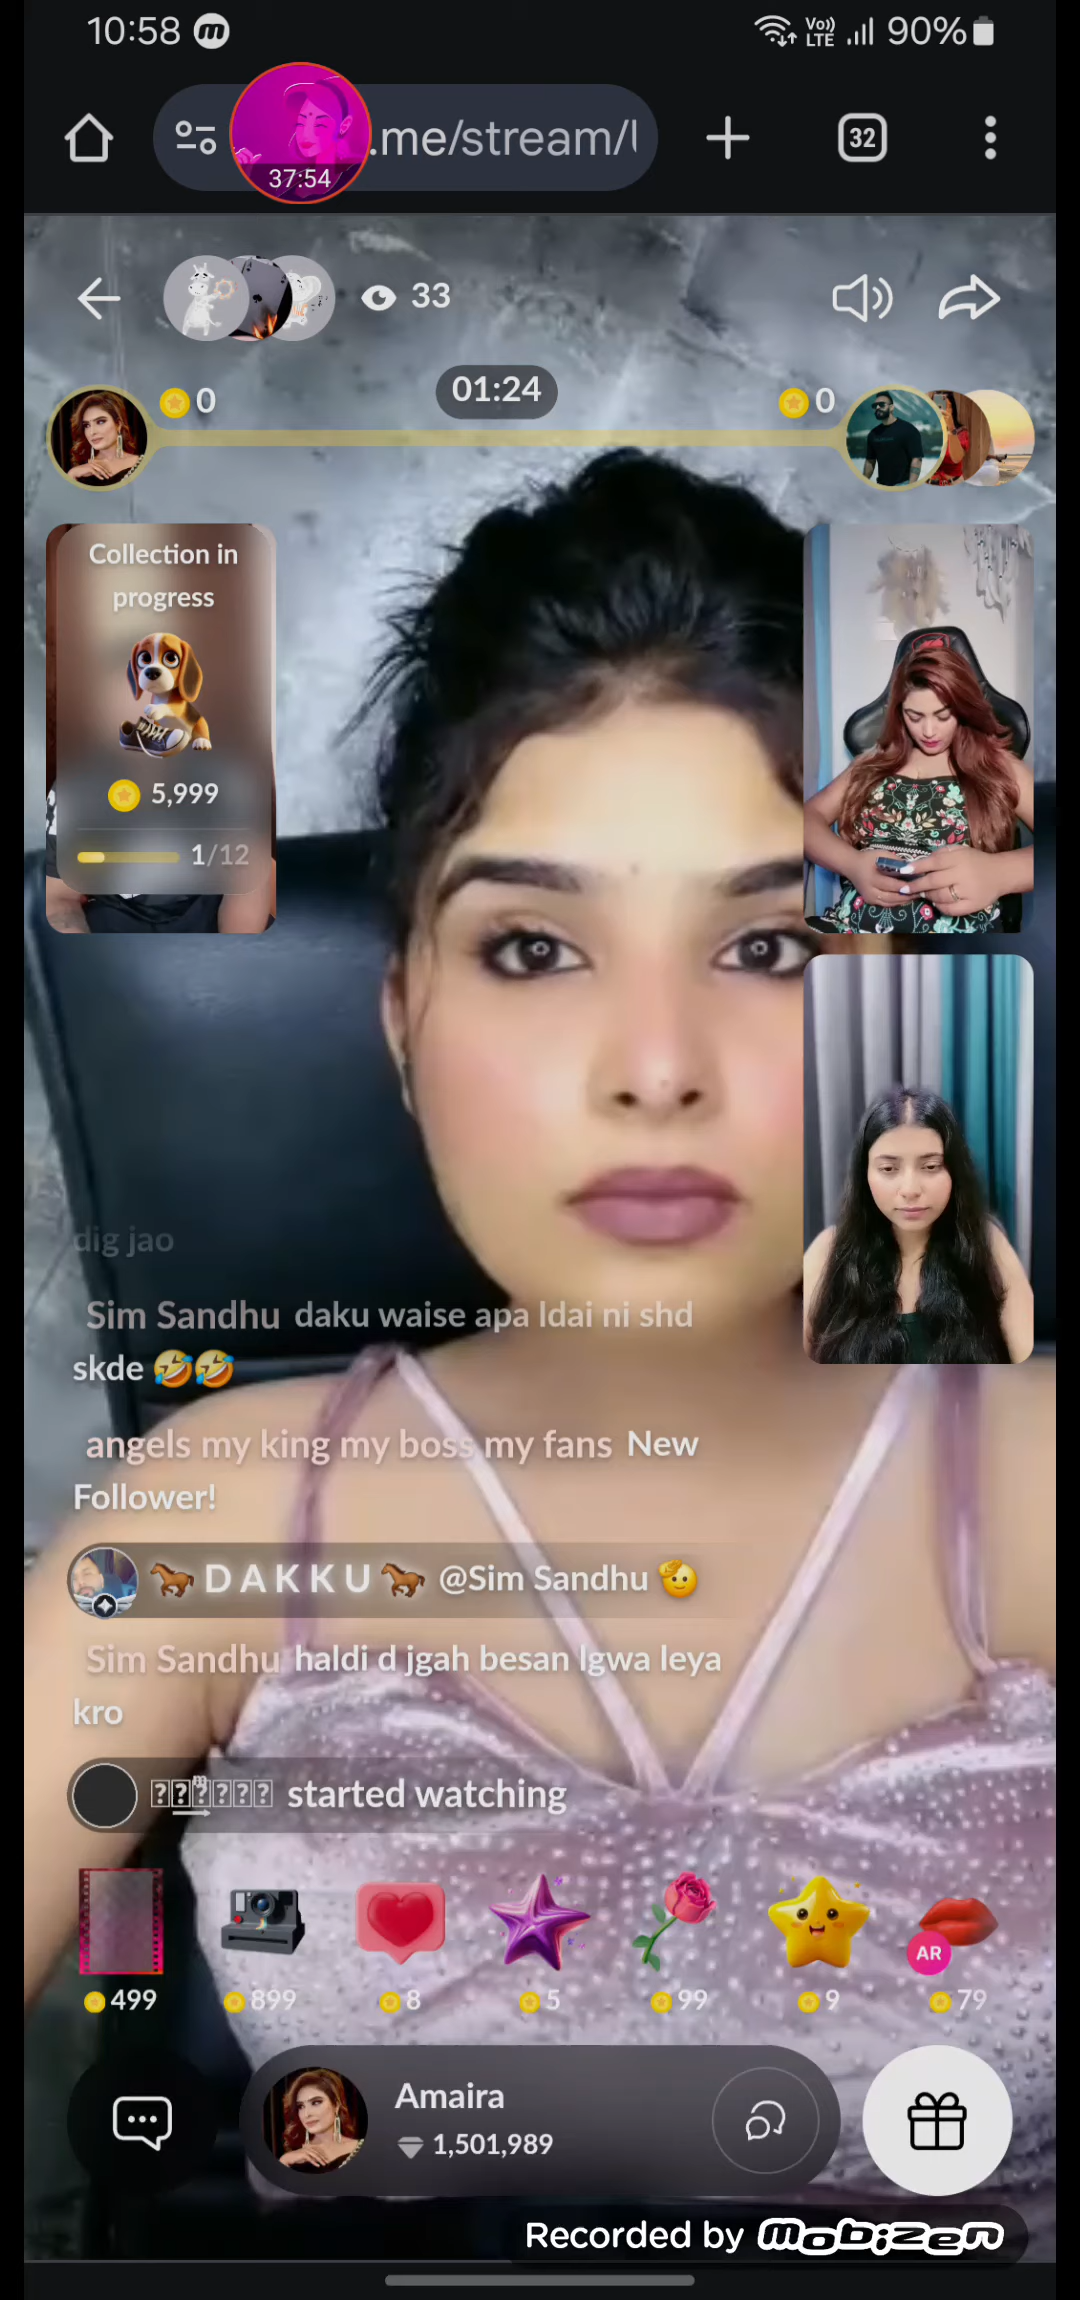 10:58
Vo))
LTE
90%
.me/stream/l
32
37:54
33
01:24
0
0
Collection in
progress
5,999
1/12
dig jao
Sim Sandhu daku waise apa ldai ni shd
skde 🤣🤣
angels my king my boss my fans New
Follower!
🐎 D A K K U 🐎 @Sim Sandhu 🫡
Sim Sandhu haldi d jgah besan lgwa leya
kro
started watching
AR
499 899 8 5 99 9 79
Amaira
1,501,989
Recorded by Mobizen